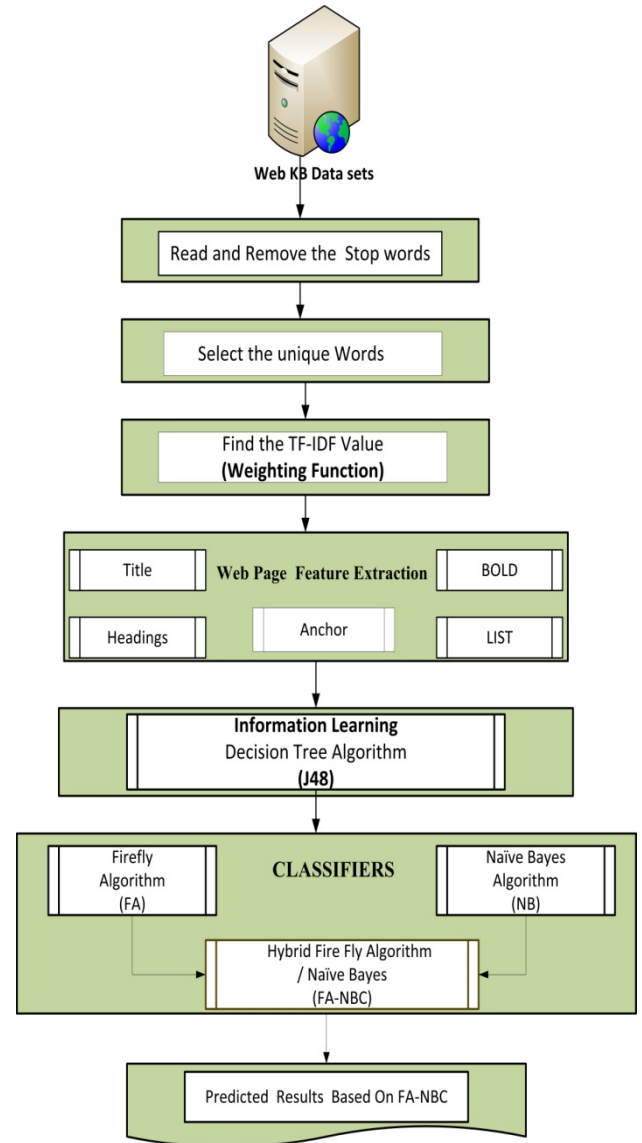 Web KB Data sets
Read and Remove the Stop words
Select the unique Words
Find the TF-IDF Value
(Weighting Function)
Title
Web Page Feature Extraction
BOLD
Headings
Anchor
LIST
Information Learning
Decision Tree Algorithm
(J48)
Firefly
Algorithm
(FA)
CLASSIFIERS
Naïve Bayes
Algorithm
(NB)
Hybrid Fire Fly Algorithm
/ Naïve Bayes
(FA-NBC)
Predicted Results Based On FA-NBC